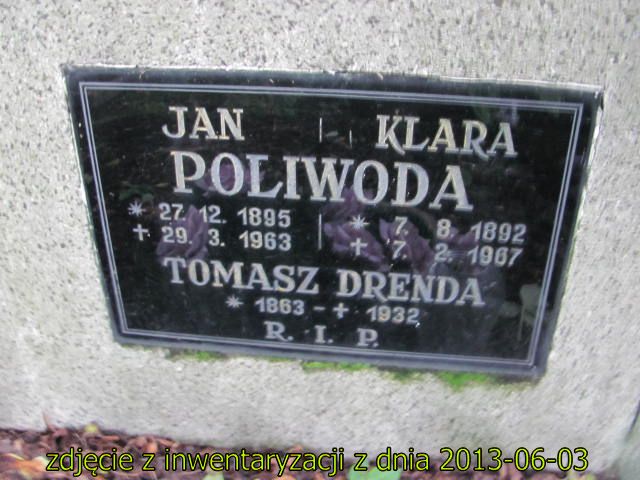 JAN | KLARA
POLIWODA
* 27. 12. 1895 | * 7. 8. 1892
+ 29. 3. 1963 | + 7. 2. 1967
TOMASZ DRENDA
* 1863 - + 1932
R. I. P.
zdjęcie z inwentaryzacji z dnia 2013-06-03